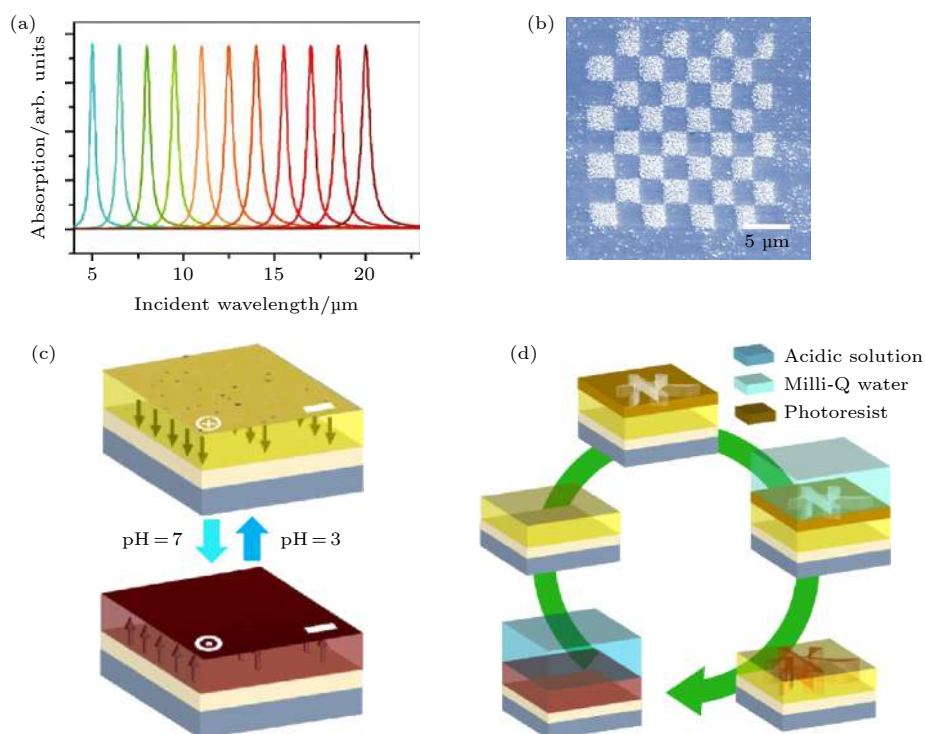 (a)
Absorption/arb. units
5 10 15 20
Incident wavelength/µm
(b)
5 µm
(c)
pH = 7 pH = 3
(d)
Acidic solution
Milli-Q water
Photoresist